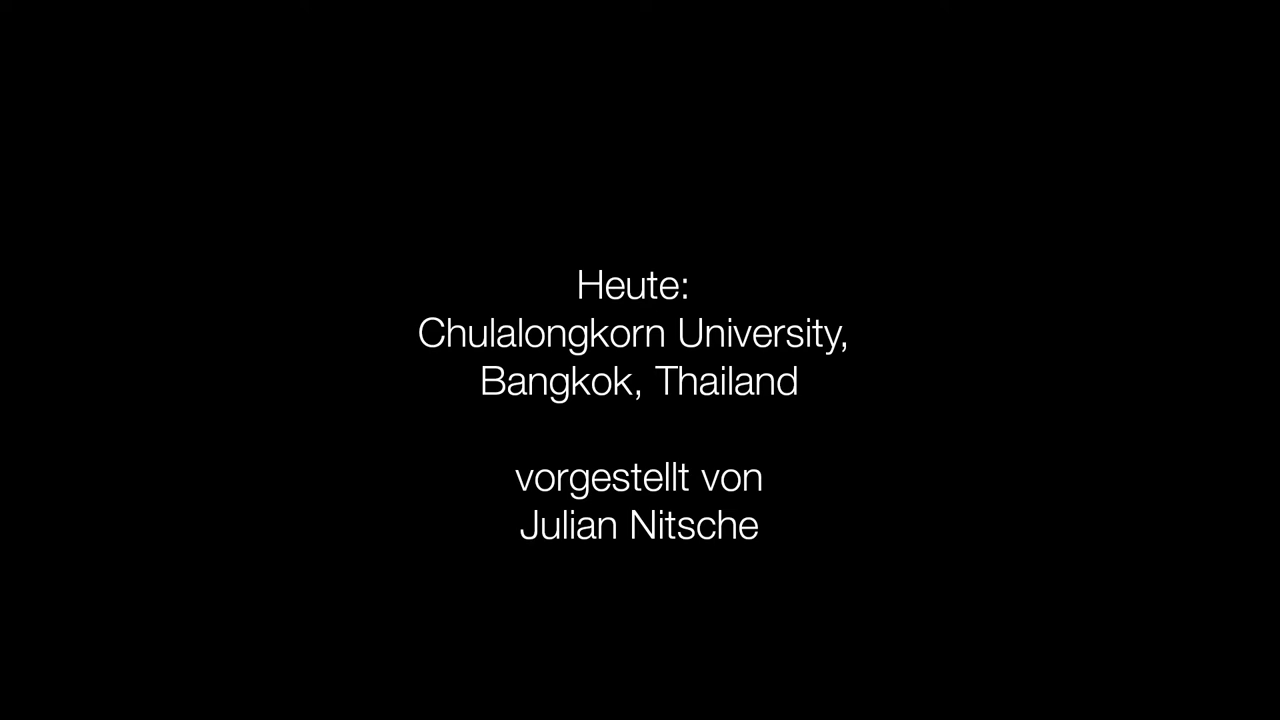 Heute:
Chulalongkorn University,
Bangkok, Thailand
vorgestellt von
Julian Nitsche